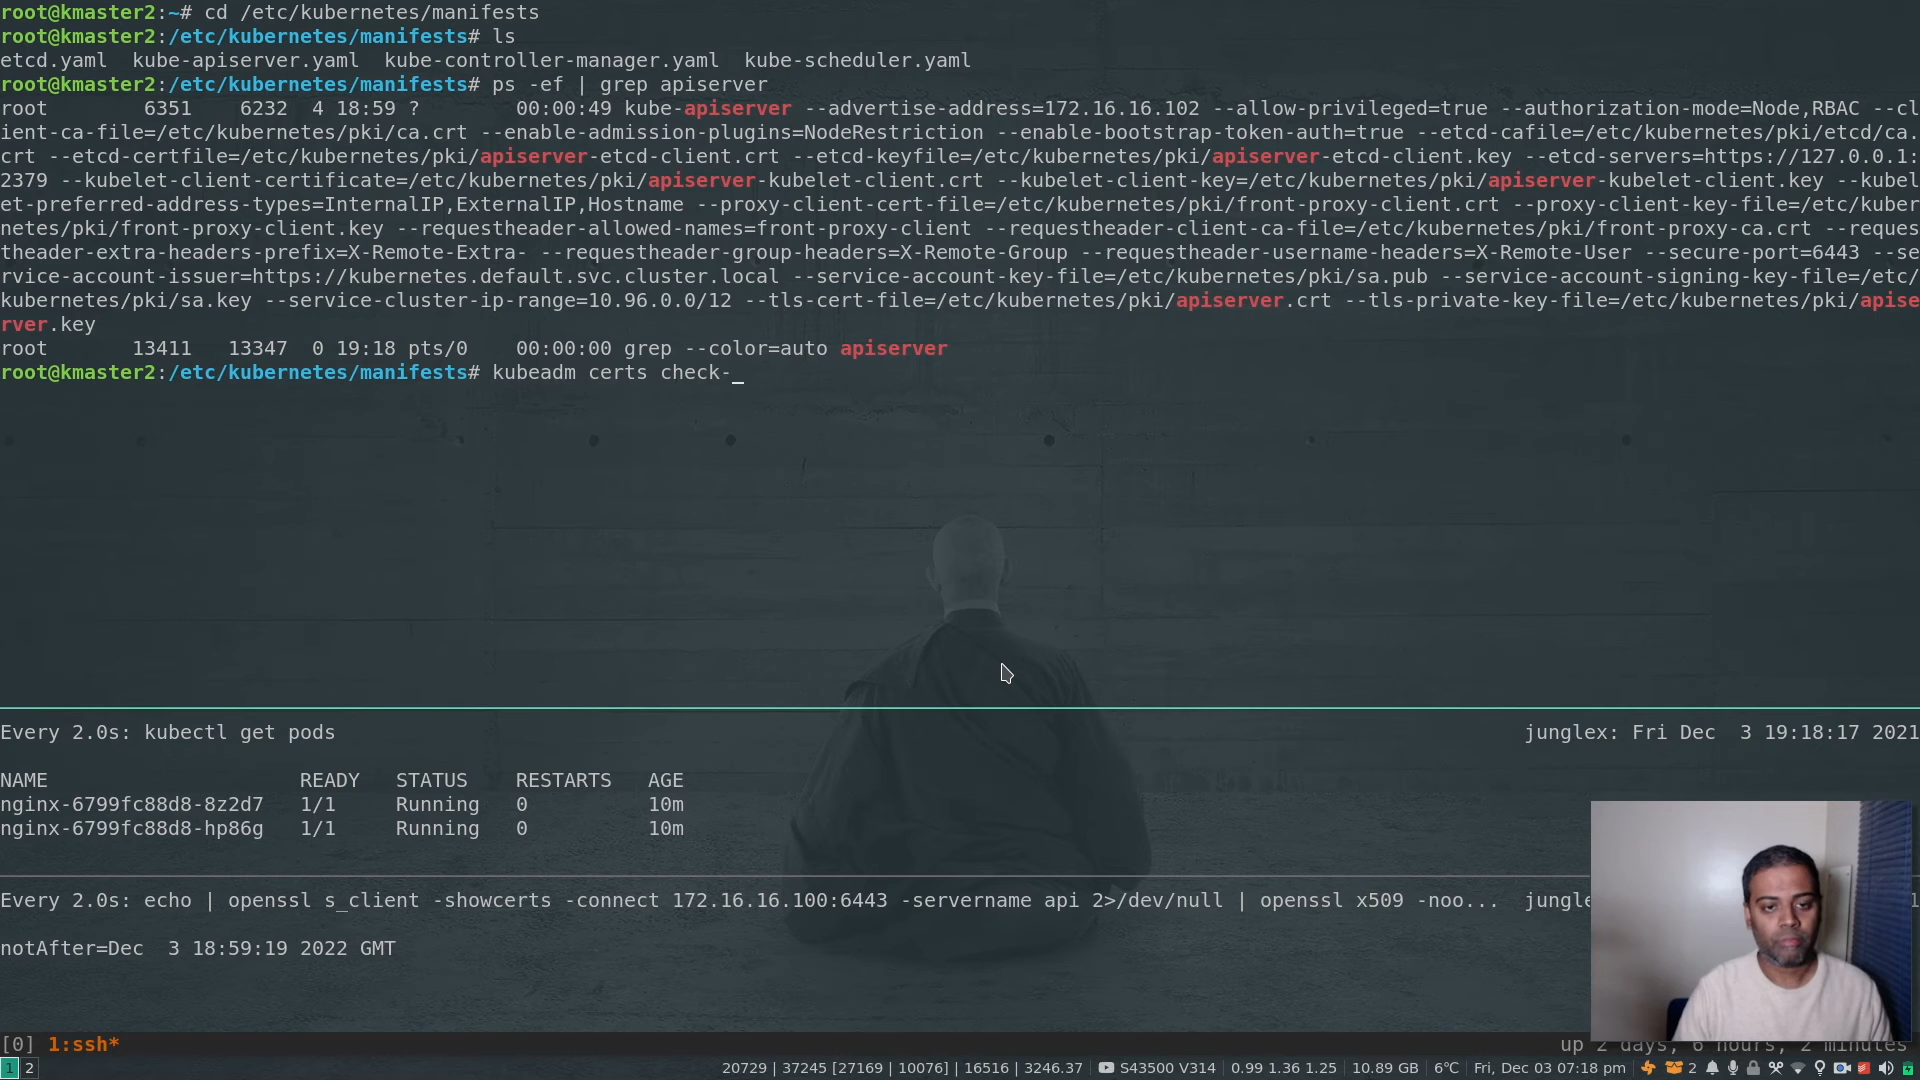 root@kmaster2:~# cd /etc/kubernetes/manifests
root@kmaster2:/etc/kubernetes/manifests# ls
etcd.yaml  kube-apiserver.yaml  kube-controller-manager.yaml  kube-scheduler.yaml
root@kmaster2:/etc/kubernetes/manifests# ps -ef | grep apiserver
root        6351    6232  4 18:59 ?        00:00:49 kube-apiserver --advertise-address=172.16.16.102 --allow-privileged=true --authorization-mode=Node,RBAC --cl
ient-ca-file=/etc/kubernetes/pki/ca.crt --enable-admission-plugins=NodeRestriction --enable-bootstrap-token-auth=true --etcd-cafile=/etc/kubernetes/pki/etcd/ca.
crt --etcd-certfile=/etc/kubernetes/pki/apiserver-etcd-client.crt --etcd-keyfile=/etc/kubernetes/pki/apiserver-etcd-client.key --etcd-servers=https://127.0.0.1:
2379 --kubelet-client-certificate=/etc/kubernetes/pki/apiserver-kubelet-client.crt --kubelet-client-key=/etc/kubernetes/pki/apiserver-kubelet-client.key --kubel
et-preferred-address-types=InternalIP,ExternalIP,Hostname --proxy-client-cert-file=/etc/kubernetes/pki/front-proxy-client.crt --proxy-client-key-file=/etc/kuber
netes/pki/front-proxy-client.key --requestheader-allowed-names=front-proxy-client --requestheader-client-ca-file=/etc/kubernetes/pki/front-proxy-ca.crt --reques
theader-extra-headers-prefix=X-Remote-Extra- --requestheader-group-headers=X-Remote-Group --requestheader-username-headers=X-Remote-User --secure-port=6443 --se
rvice-account-issuer=https://kubernetes.default.svc.cluster.local --service-account-key-file=/etc/kubernetes/pki/sa.pub --service-account-signing-key-file=/etc/
kubernetes/pki/sa.key --service-cluster-ip-range=10.96.0.0/12 --tls-cert-file=/etc/kubernetes/pki/apiserver.crt --tls-private-key-file=/etc/kubernetes/pki/apise
rver.key
root       13411   13347  0 19:18 pts/0    00:00:00 grep --color=auto apiserver
root@kmaster2:/etc/kubernetes/manifests# kubeadm certs check-_
Every 2.0s: kubectl get pods junglex: Fri Dec  3 19:18:17 2021
NAME                     READY   STATUS    RESTARTS   AGE
nginx-6799fc88d8-8z2d7   1/1     Running   0          10m
nginx-6799fc88d8-hp86g   1/1     Running   0          10m
Every 2.0s: echo | openssl s_client -showcerts -connect 172.16.16.100:6443 -servername api 2>/dev/null | openssl x509 -noo...
notAfter=Dec  3 18:59:19 2022 GMT
[0] 1:ssh* up 2 days, 6 hours, 2 minutes
1 2 20729 | 37245 [27169 | 10076] | 16516 | 3246.37 S43500 V314 0.99 1.36 1.25 10.89 GB 6°C Fri, Dec 03 07:18 pm 2